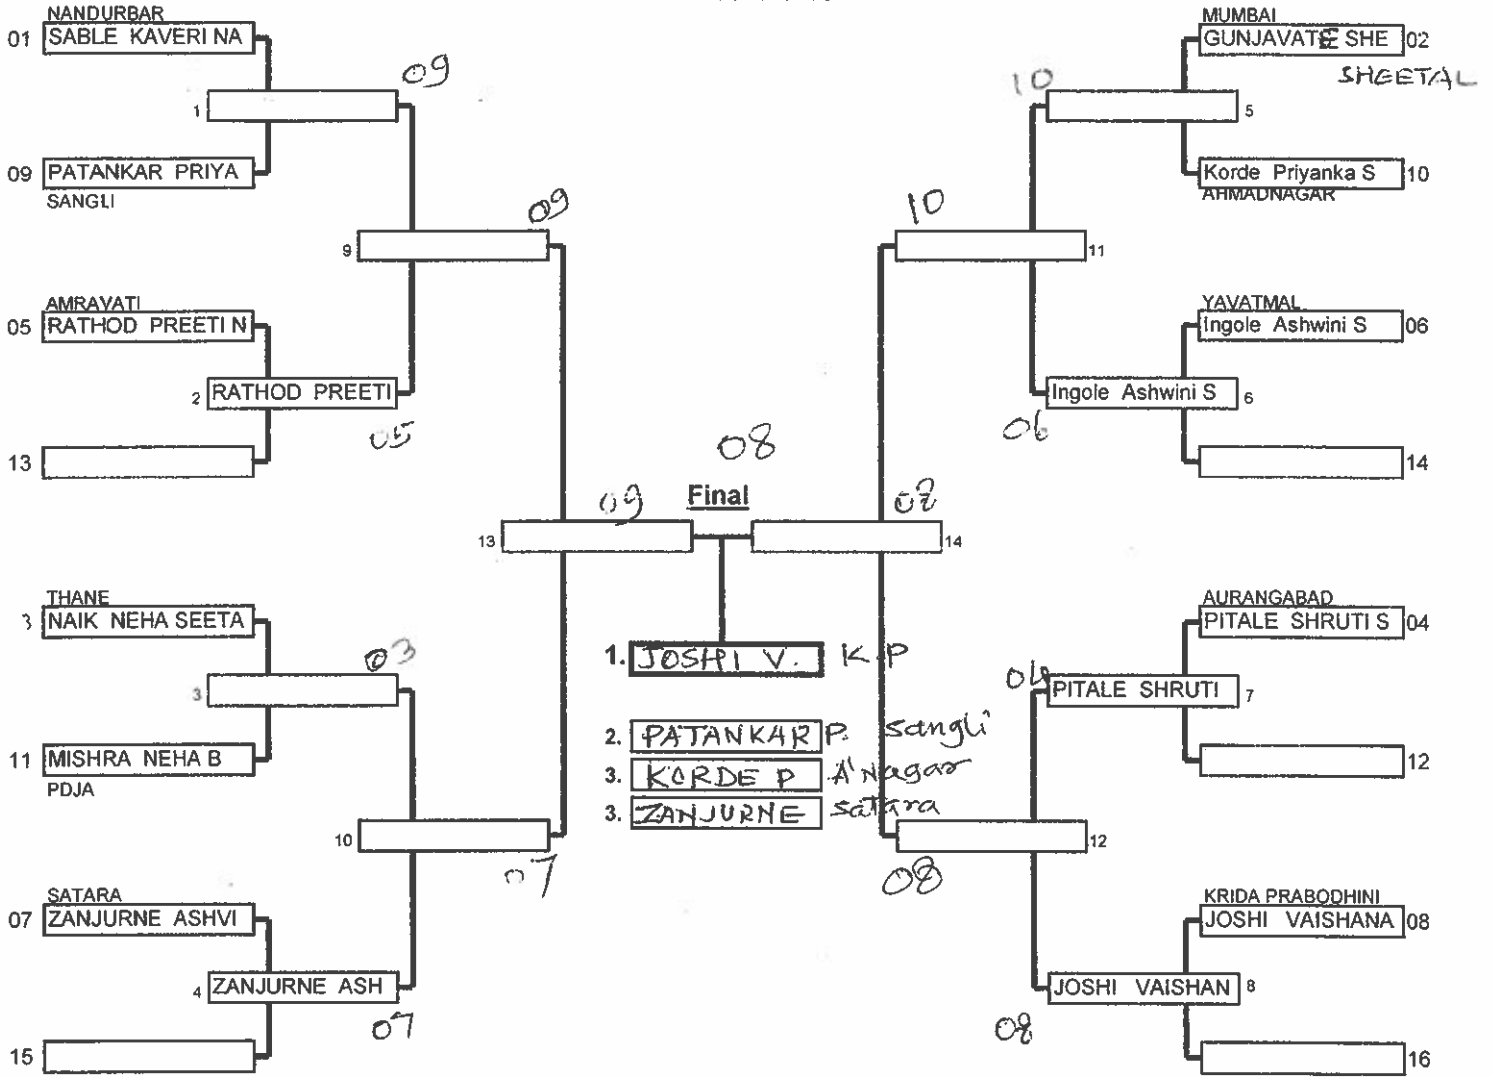 NANDURBAR
01 SABLE KAVERI NA
09
1
09 PATANKAR PRIYA
SANGLI
09
9
AMRAVATI
05 RATHOD PREETI N
2 RATHOD PREETI
05
13
09
13
THANE
3 NAIK NEHA SEETA
03
3
11 MISHRA NEHA B
PDJA
10
07
SATARA
07 ZANJURNE ASHVI
4 ZANJURNE ASH
07
15
08
Final
1. JOSHI V. K P
2. PATANKAR P. Sangli
3. KORDE P A'Nagar
3. ZANJURNE Satara
MUMBAI
GUNJAVATE SHE 02
SHEETAL
10
5
Korde Priyanka S 10
AHMADNAGAR
10
11
YAVATMAL
Ingole Ashwini S 06
Ingole Ashwini S 6
06
14
08
14
AURANGABAD
PITALE SHRUTI S 04
04
PITALE SHRUTI 7
12
12
08
KRIDA PRABODHINI
JOSHI VAISHANA 08
JOSHI VAISHAN 8
08
16